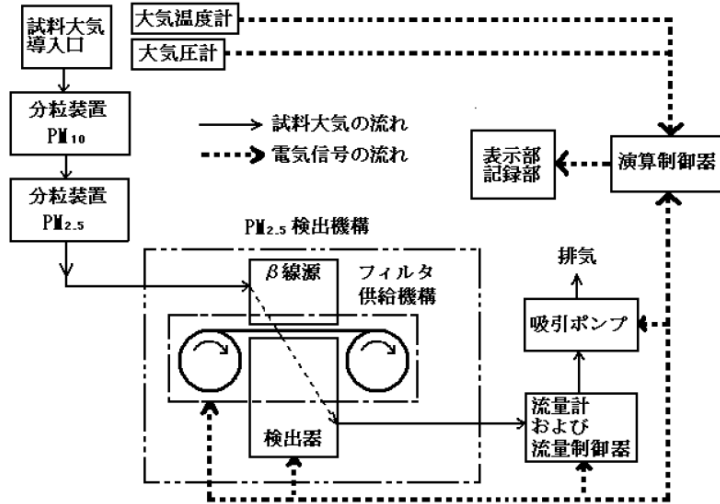 試料大気
導入口
大気温度計
大気圧計
分粒装置
PM₁₀
分粒装置
PM₂.₅
試料大気の流れ
電気信号の流れ
表示部
記録部
演算制御器
PM₂.₅検出機構
β線源
フィルタ
供給機構
検出器
排気
吸引ポンプ
流量計
および
流量制御器